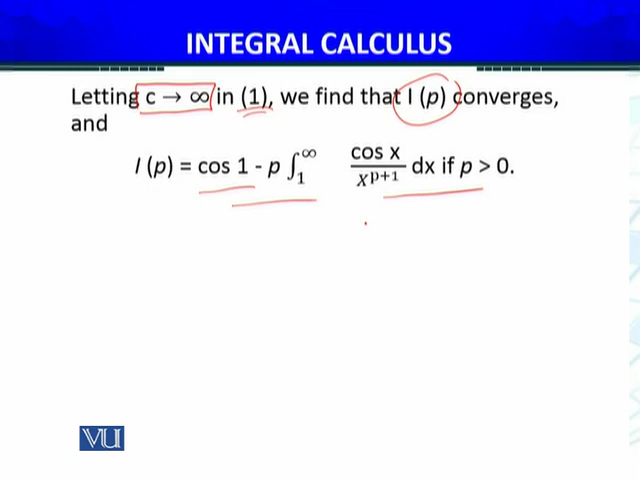 INTEGRAL CALCULUS
Letting c → ∞ in (1), we find that I (p) converges,
and
I (p) = cos 1 - p ∫₁^∞ cos x / x^{p+1} dx if p > 0.
VU